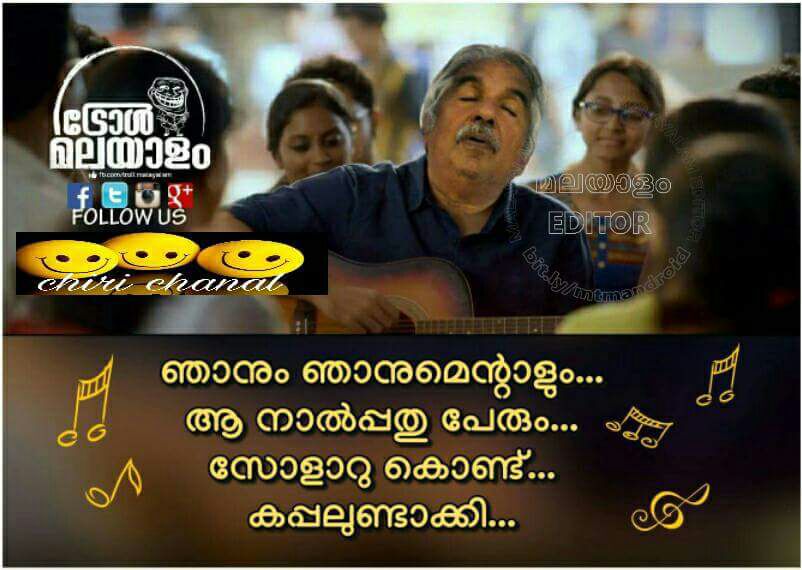 ട്രോൾ
മലയാളം
fb.com/troll.malayalam
FOLLOW US
chiri chanal
മലയാളം
EDITOR
bit.ly/mtmandroid
ഞാനും ഞാനുമെന്റാളും...
ആ നാൽപ്പതു പേരും...
സോളാറു കൊണ്ട്...
കപ്പലുണ്ടാക്കി...